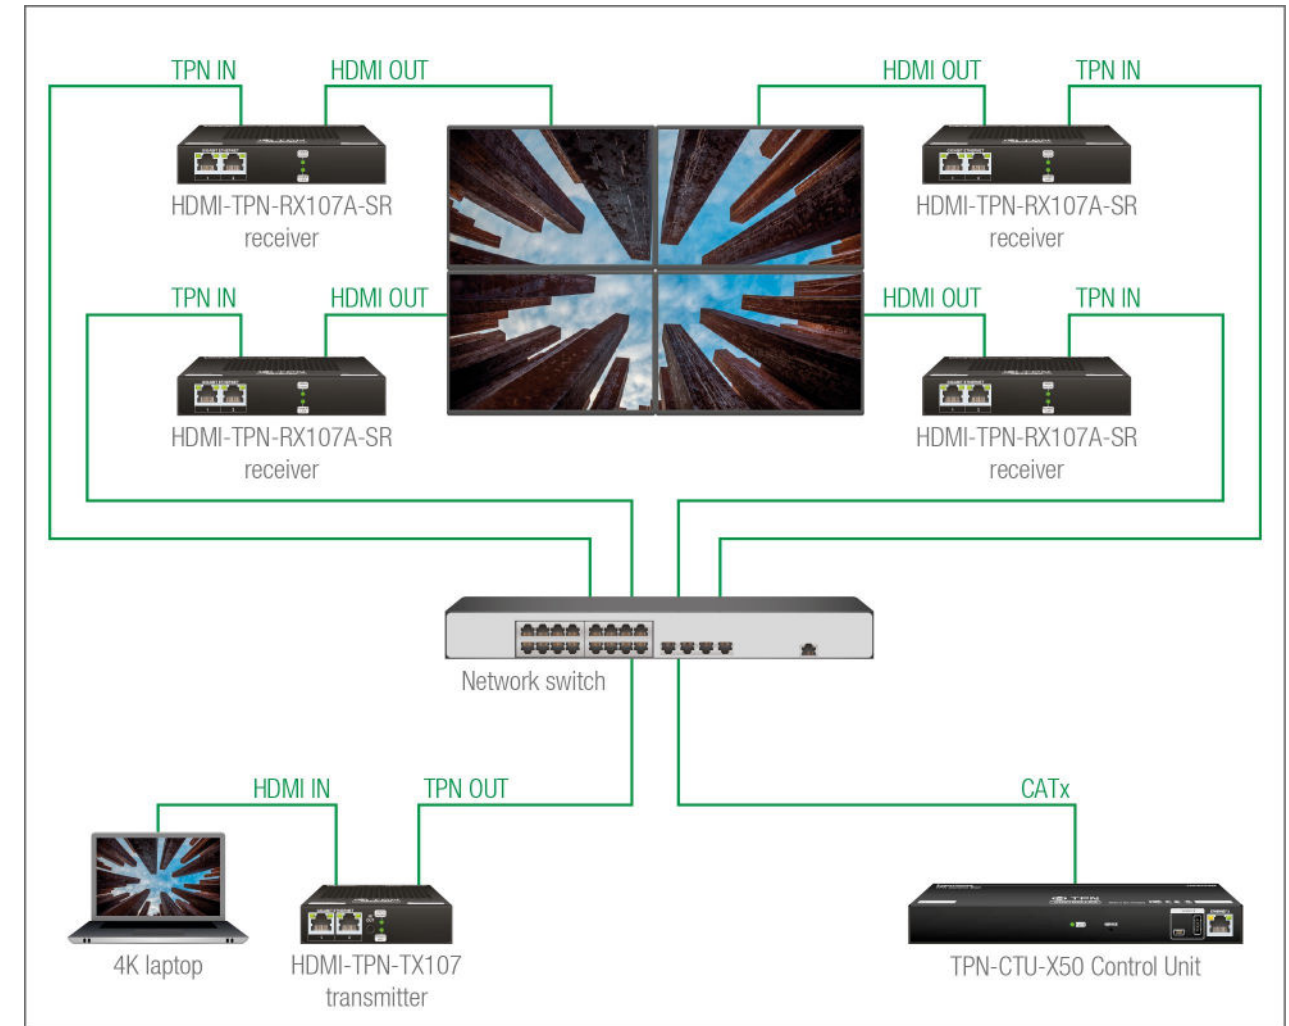 TPN IN
HDMI OUT
HDMI OUT
TPN IN
HDMI-TPN-RX107A-SR
receiver
HDMI-TPN-RX107A-SR
receiver
TPN IN
HDMI OUT
HDMI OUT
TPN IN
HDMI-TPN-RX107A-SR
receiver
HDMI-TPN-RX107A-SR
receiver
Network switch
HDMI IN
TPN OUT
CATx
TPN
4K laptop
HDMI-TPN-TX107
transmitter
TPN-CTU-X50 Control Unit